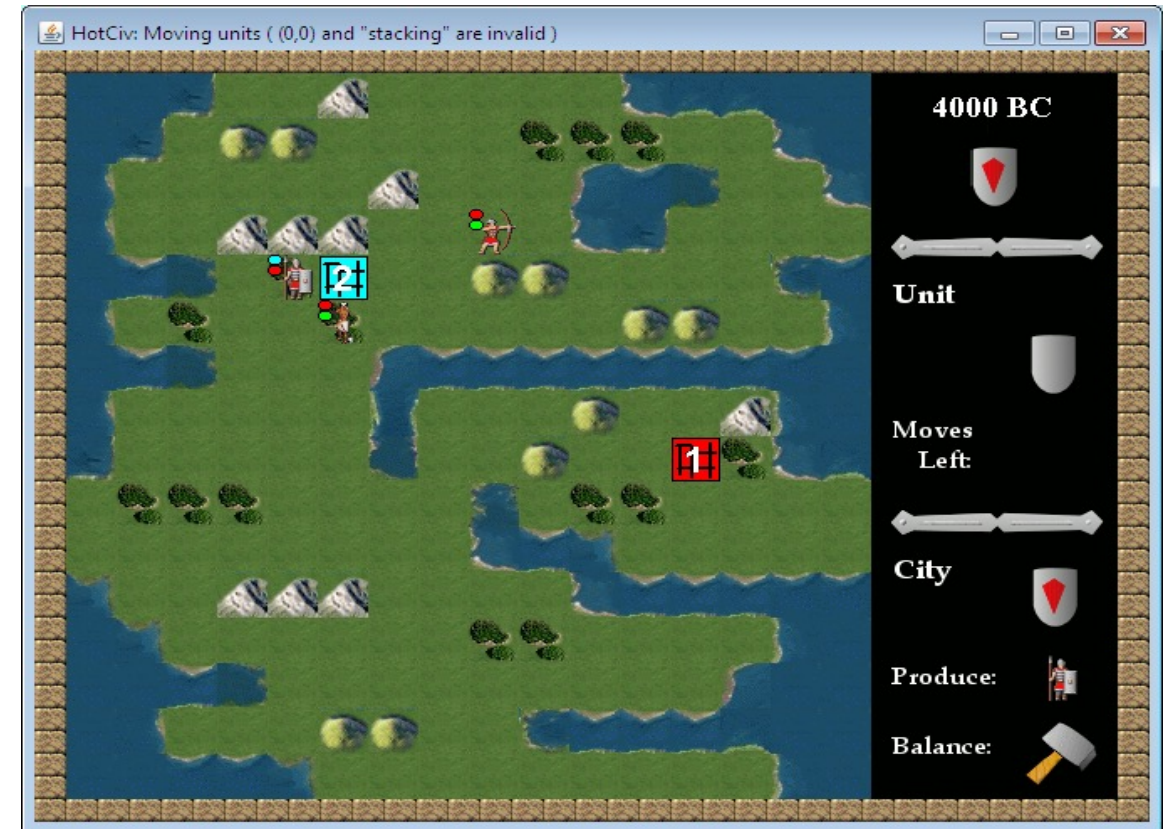 HotCiv: Moving units ( (0,0) and "stacking" are invalid )
4000 BC
Unit
2
Moves
Left:
1
City
Produce:
Balance: